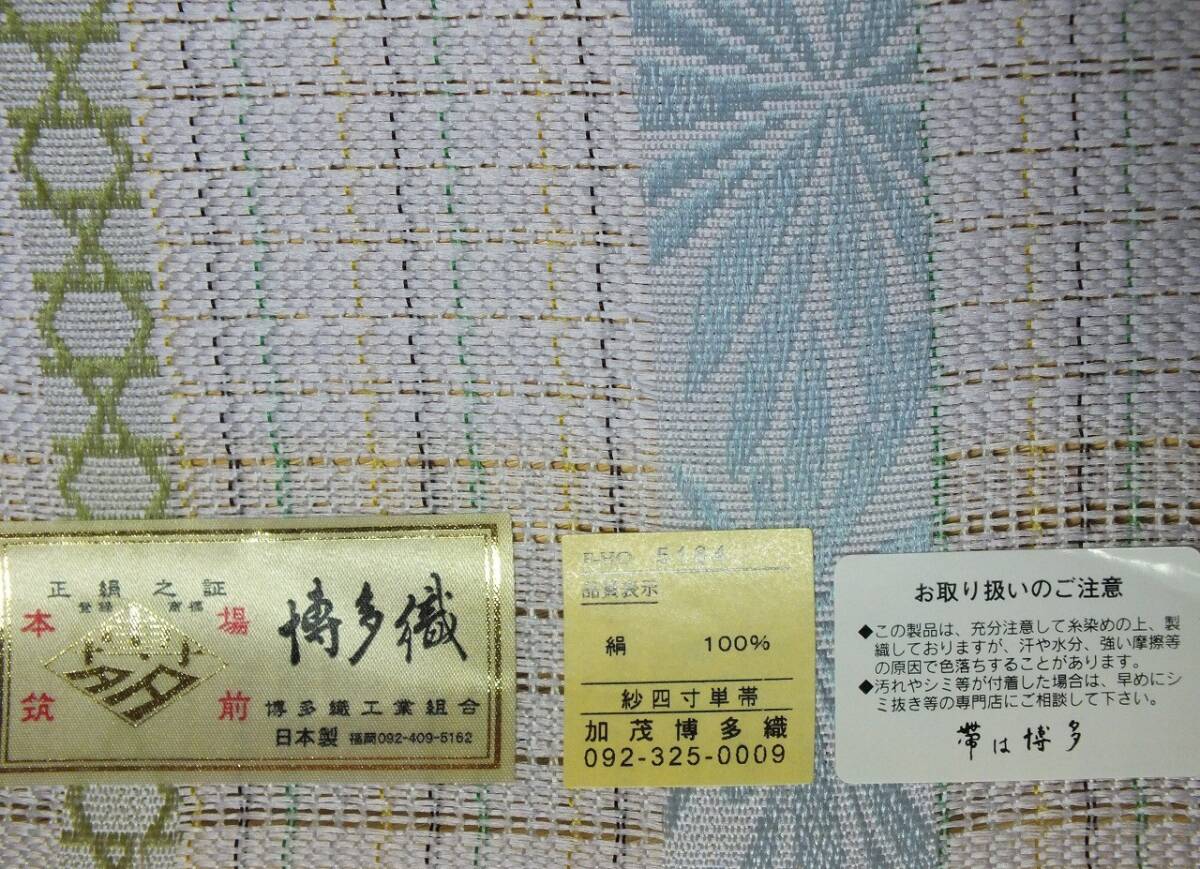 正絹之証
登録 商標
本場
筑前
博多織
博多織工業組合
日本製 福岡092-409-5162
5184
品質表示
絹 100%
紗四寸単帯
加茂博多織
092-325-0009
お取り扱いのご注意
◆この製品は、充分注意して糸染めの上、製
織しておりますが、汗や水分、強い摩擦等
の原因で色落ちすることがあります。
◆汚れやシミ等が付着した場合は、早めにシ
ミ抜き等の専門店にご相談して下さい。
帯は博多